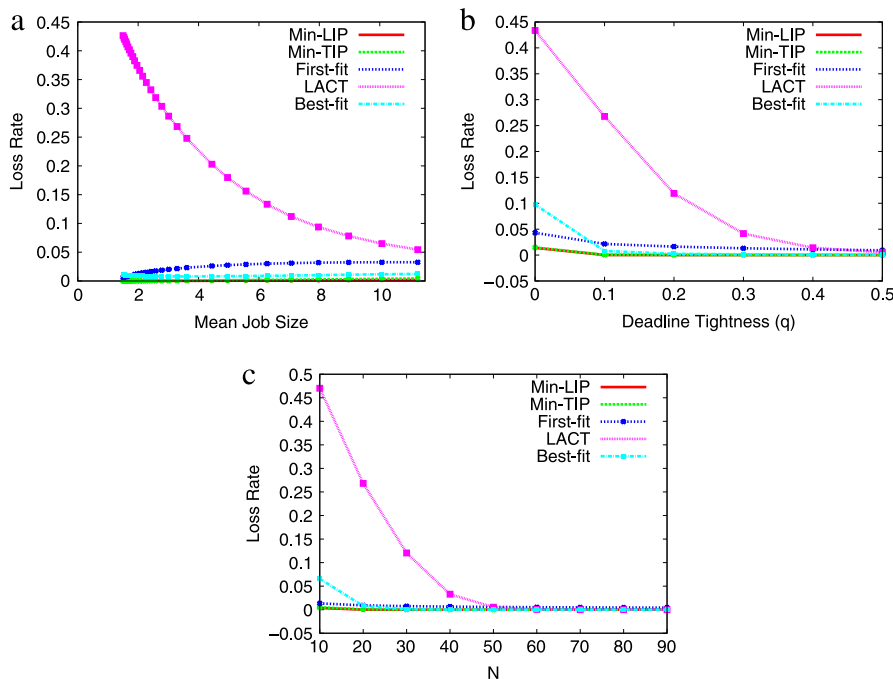 a
Loss Rate
0.45
0.4
0.35
0.3
0.25
0.2
0.15
0.1
0.05
0
2 4 6 8 10
Mean Job Size
Min-LIP
Min-TIP
First-fit
LACT
Best-fit
b
Loss Rate
0.45
0.4
0.35
0.3
0.25
0.2
0.15
0.1
0.05
0
−0.05
0 0.1 0.2 0.3 0.4 0.5
Deadline Tightness (q)
Min-LIP
Min-TIP
First-fit
LACT
Best-fit
c
Loss Rate
0.5
0.45
0.4
0.35
0.3
0.25
0.2
0.15
0.1
0.05
0
−0.05
10 20 30 40 50 60 70 80 90
N
Min-LIP
Min-TIP
First-fit
LACT
Best-fit